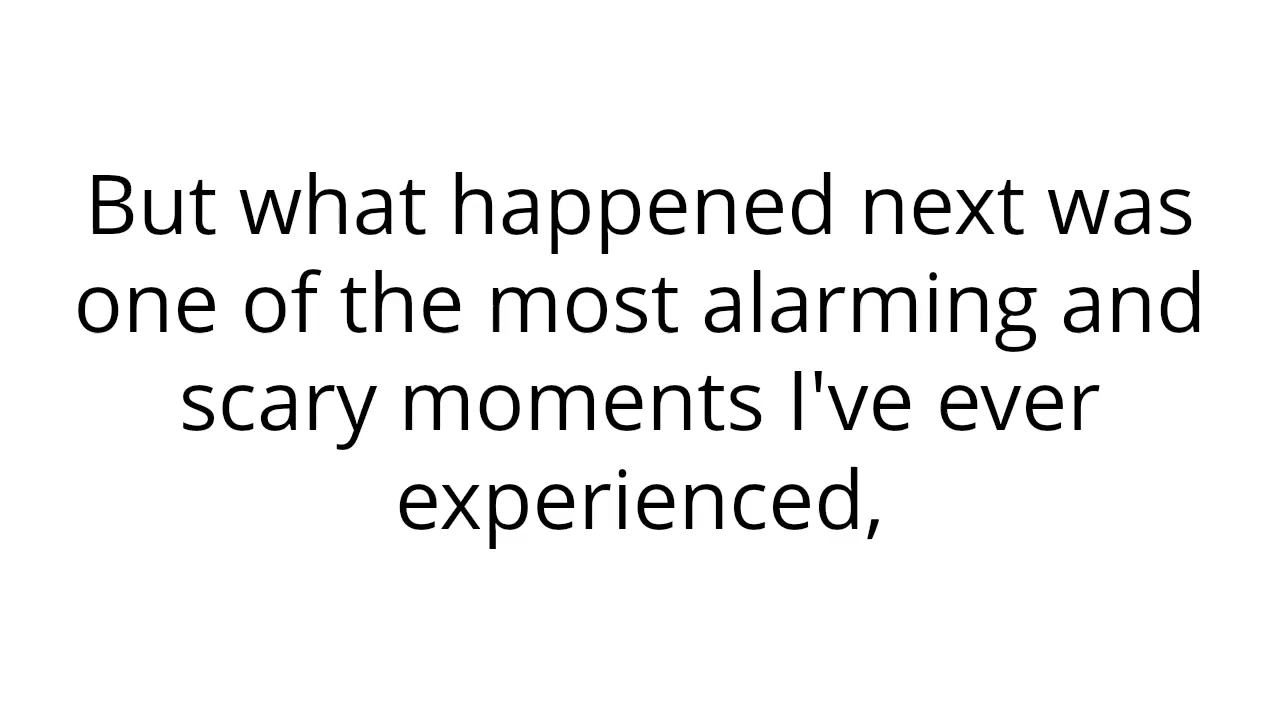 But what happened next was
one of the most alarming and
scary moments I've ever
experienced,